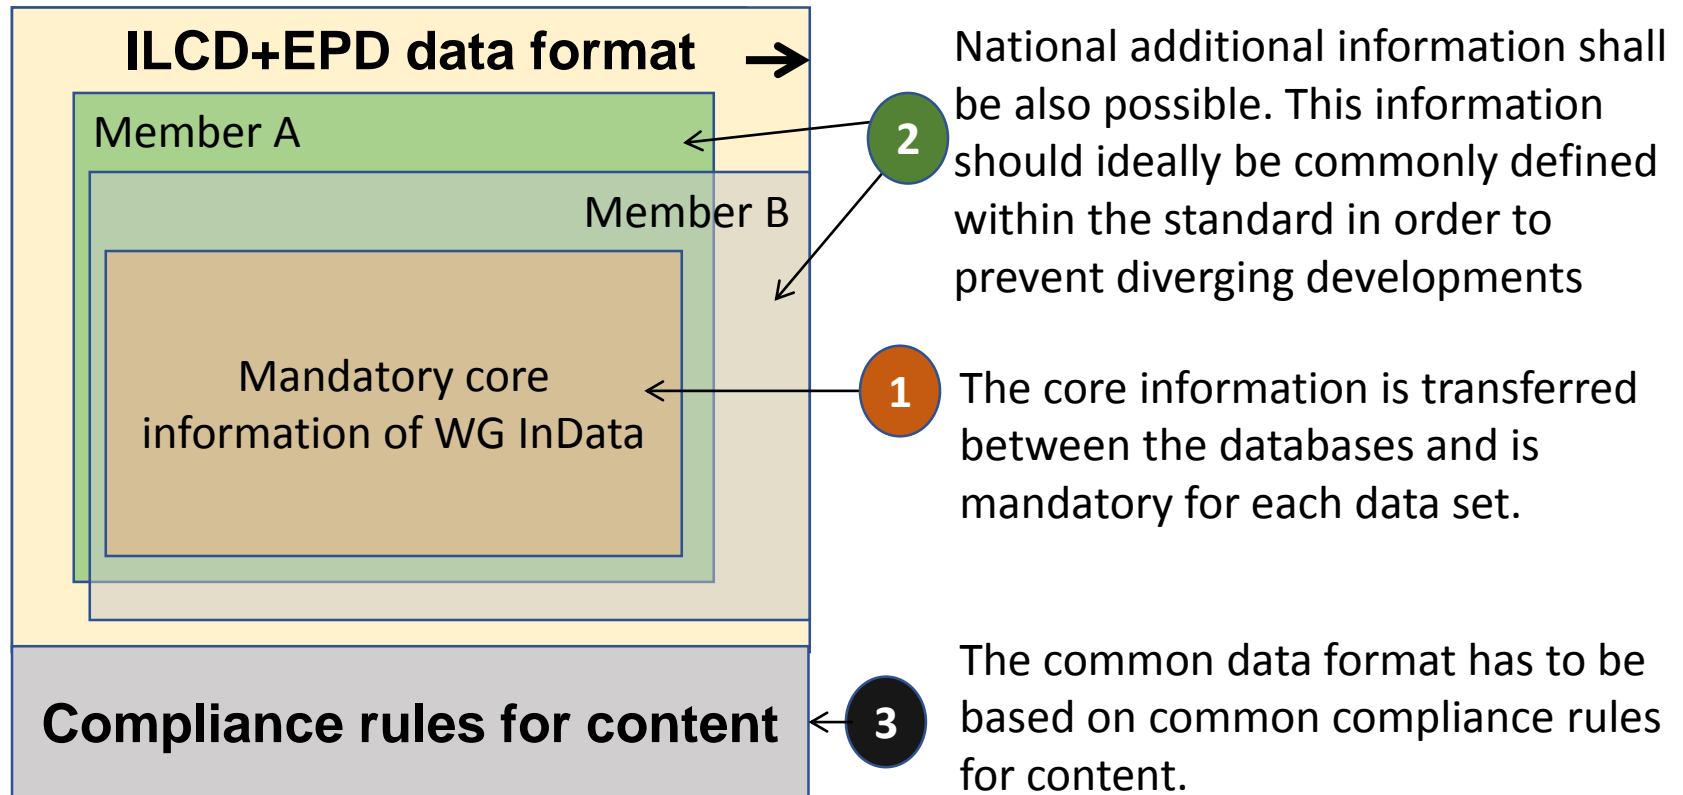 ILCD+EPD data format
Member A
Member B
Mandatory core
information of WG InData
Compliance rules for content
2
National additional information shall
be also possible. This information
should ideally be commonly defined
within the standard in order to
prevent diverging developments
1
The core information is transferred
between the databases and is
mandatory for each data set.
3
The common data format has to be
based on common compliance rules
for content.